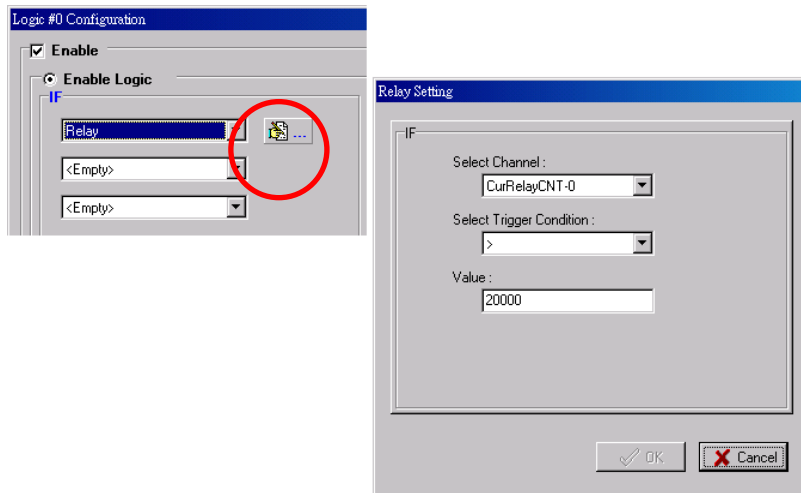 Logic #0 Configuration
Enable
Enable Logic
IF
Relay
...
<Empty>
<Empty>
Relay Setting
IF
Select Channel :
CurRelayCNT-0
Select Trigger Condition :
>
Value :
20000
OK
Cancel